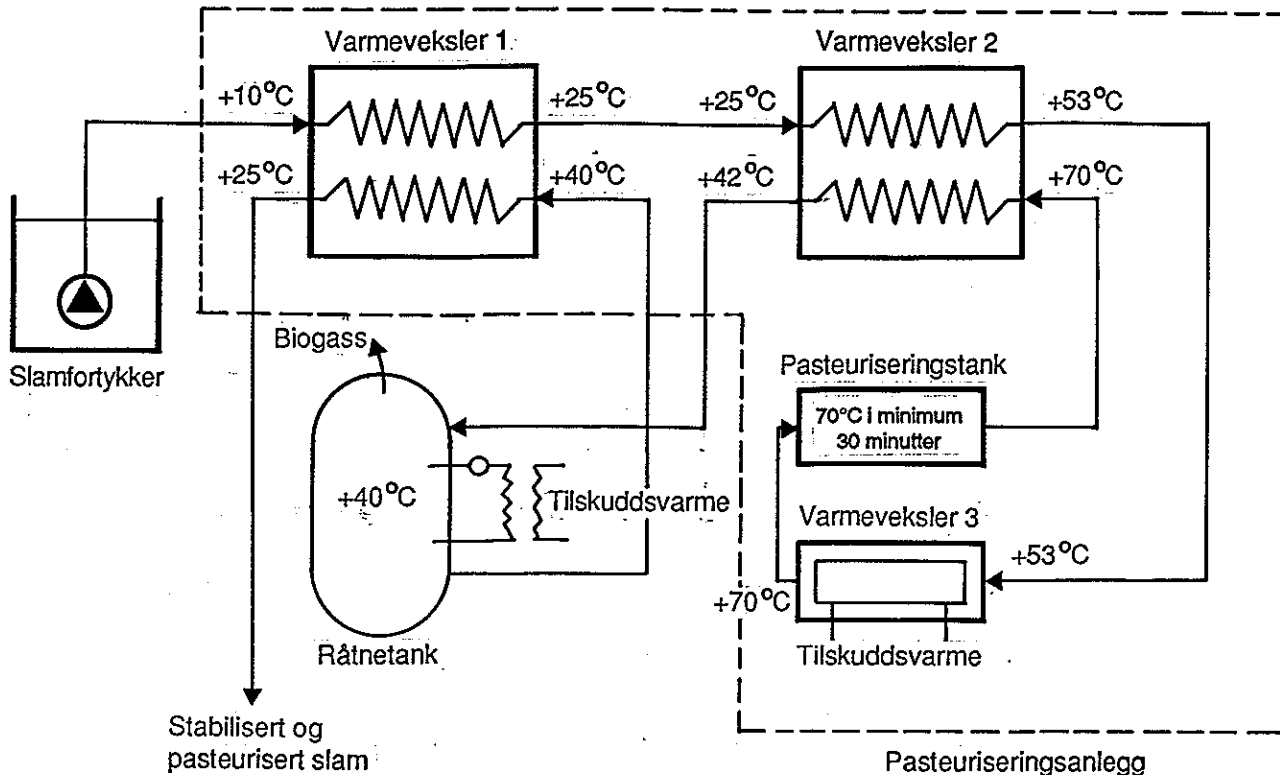 Varmeveksler 1
Varmeveksler 2
+10°C
+25°C
+25°C
+53°C
+25°C
+40°C
+42°C
+70°C
Slamfortykker
Biogass
+40°C
Tilskuddsvarme
Råtnetank
Pasteuriseringstank
70°C i minimum
30 minutter
Varmeveksler 3
+53°C
+70°C
Tilskuddsvarme
Stabilisert og
pasteurisert slam
Pasteuriseringsanlegg